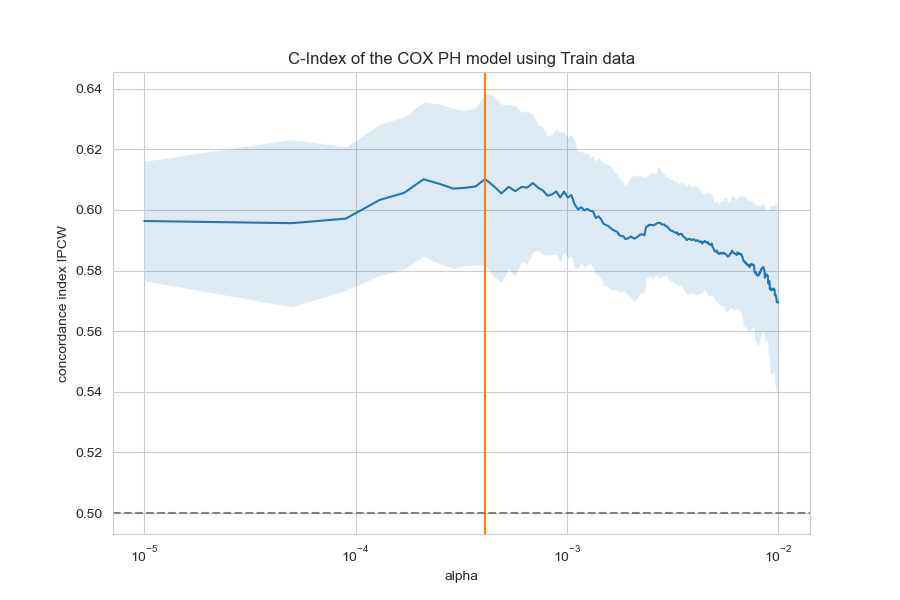 C-Index of the COX PH model using Train data
concordance index IPCW
0.64
0.62
0.60
0.58
0.56
0.54
0.52
0.50
10⁻⁵ 10⁻⁴ 10⁻³ 10⁻²
alpha